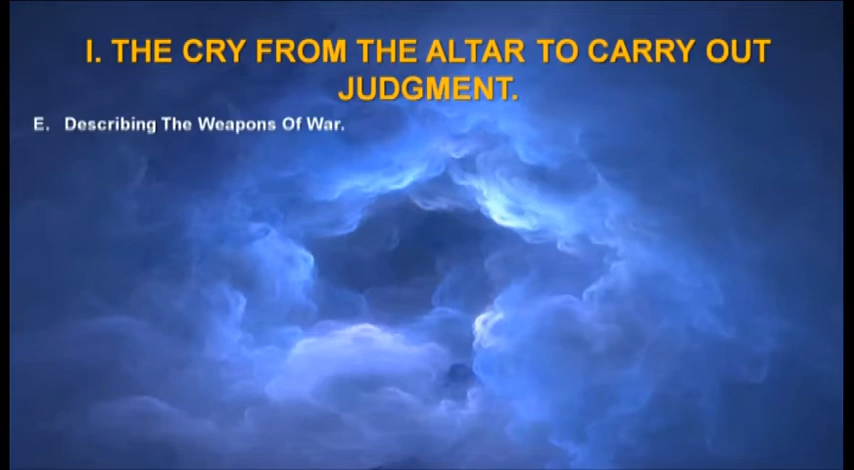 I. THE CRY FROM THE ALTAR TO CARRY OUT
JUDGMENT.
E. Describing The Weapons Of War.